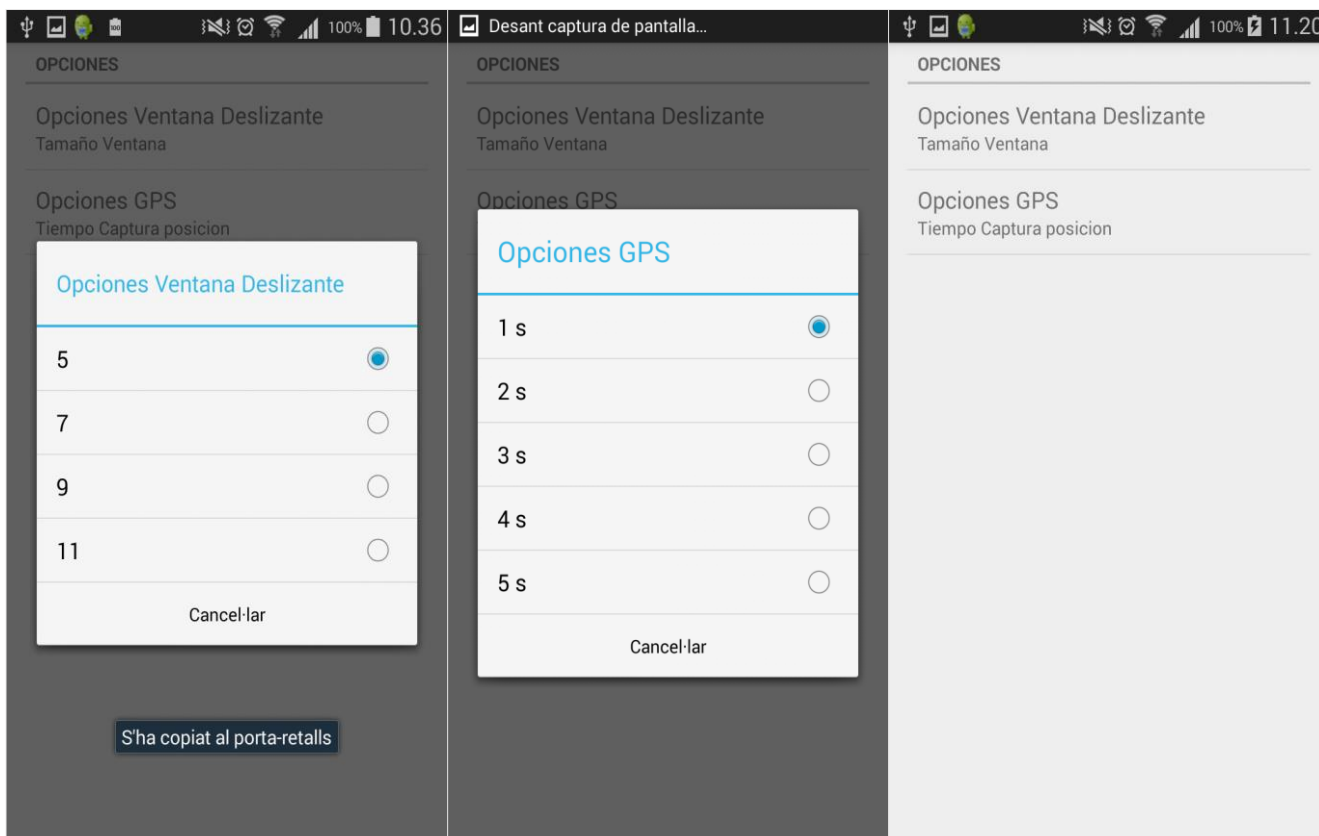 100% 10.36
OPCIONES
Opciones Ventana Deslizante
Tamaño Ventana
Opciones GPS
Tiempo Captura posicion
Opciones Ventana Deslizante
5
7
9
11
Cancel·lar
S'ha copiat al porta-retalls
Desant captura de pantalla...
OPCIONES
Opciones Ventana Deslizante
Tamaño Ventana
Opciones GPS
Opciones GPS
1 s
2 s
3 s
4 s
5 s
Cancel·lar
100% 11.20
OPCIONES
Opciones Ventana Deslizante
Tamaño Ventana
Opciones GPS
Tiempo Captura posicion